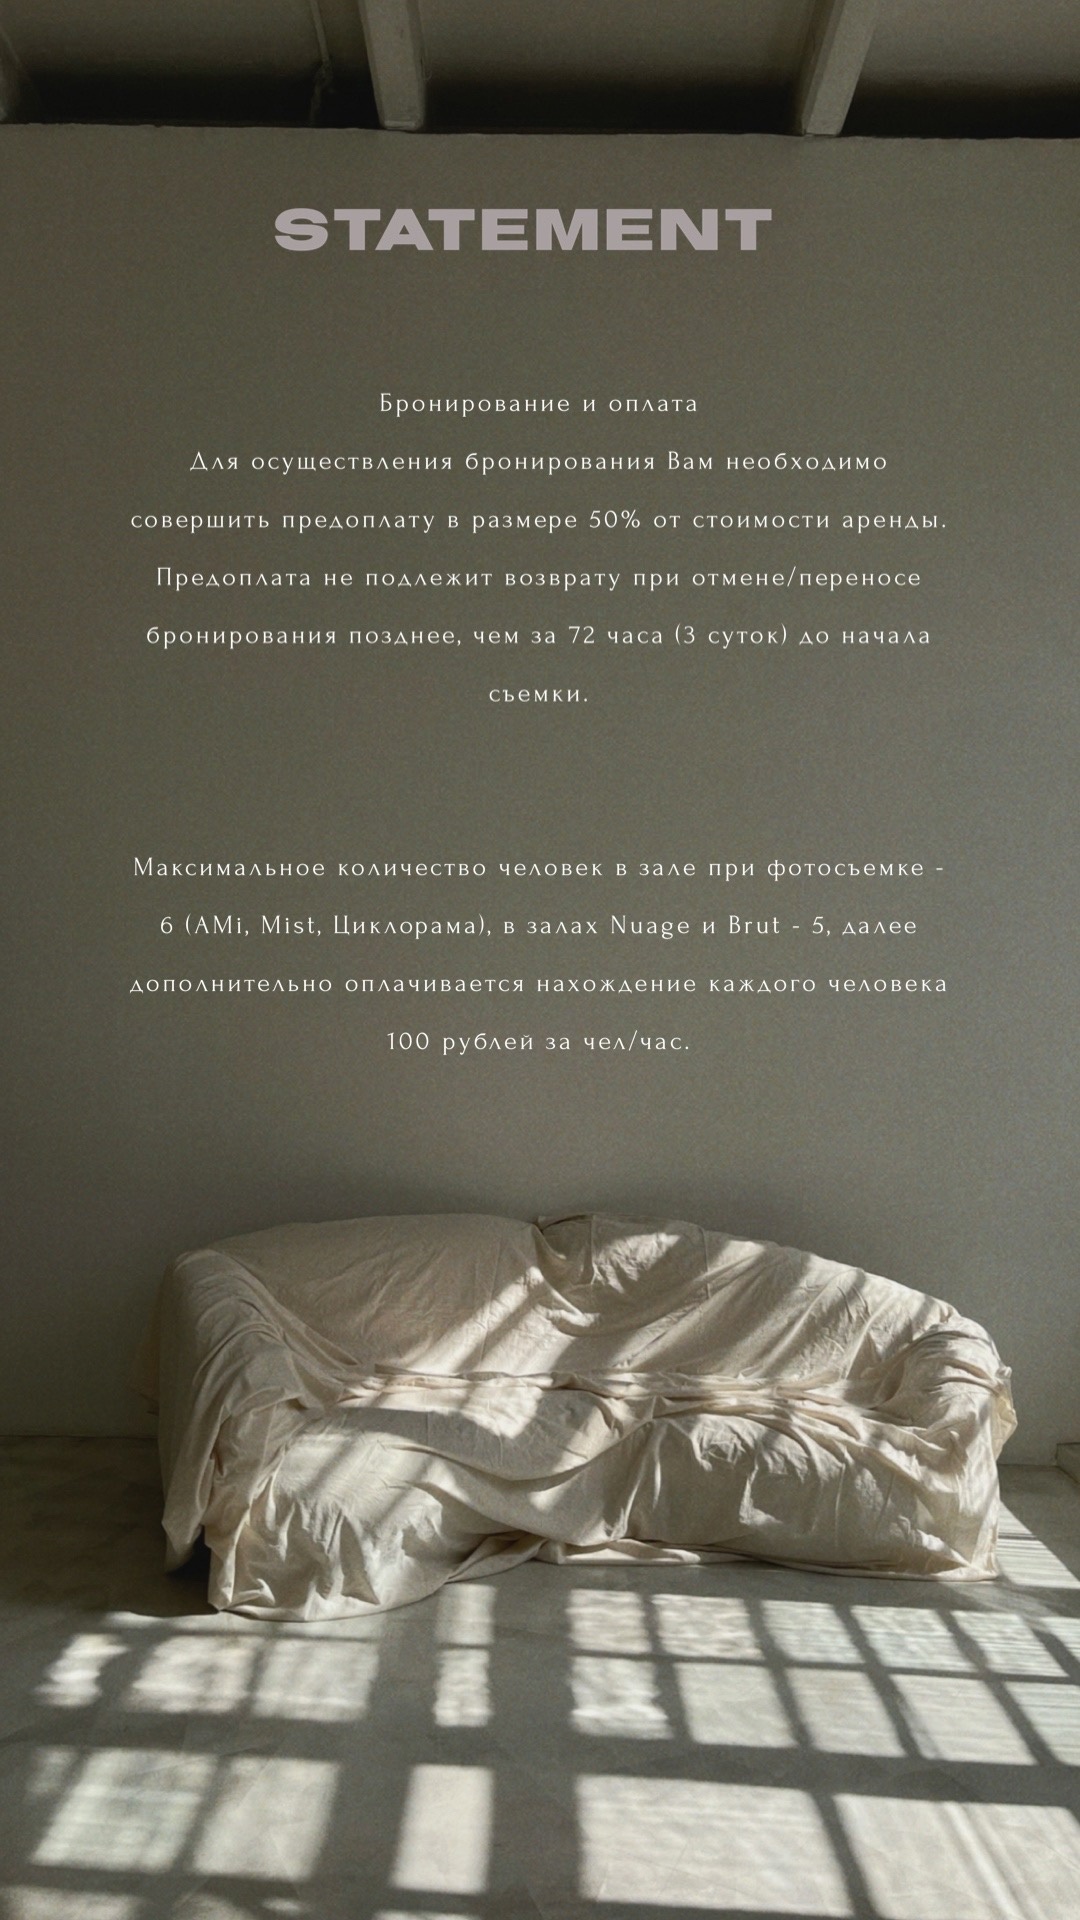 STATEMENT
Бронирование и оплата
Для осуществления бронирования Вам необходимо
совершить предоплату в размере 50% от стоимости аренды.
Предоплата не подлежит возврату при отмене/переносе
бронирования позднее, чем за 72 часа (3 суток) до начала
съемки.
Максимальное количество человек в зале при фотосъемке -
6 (AMi, Mist, Циклорама), в залах Nuage и Brut - 5, далее
дополнительно оплачивается нахождение каждого человека
100 рублей за чел/час.